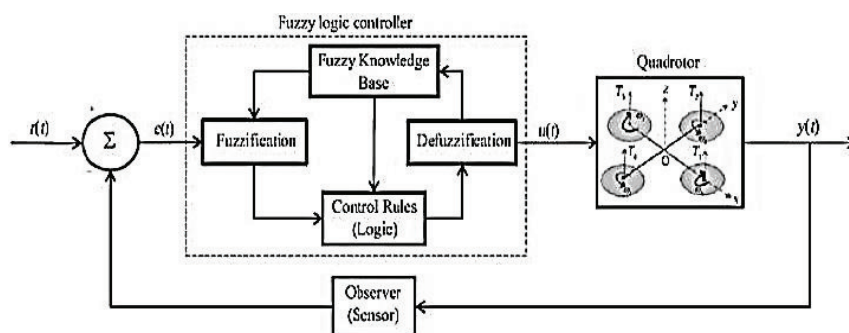 Fuzzy logic controller
Fuzzy Knowledge
Base
Quadrotor
r(t)
Σ
e(t)
Fuzzification
Defuzzification
u(t)
y(t)
Control Rules
(Logic)
Observer
(Sensor)
Z
y
O